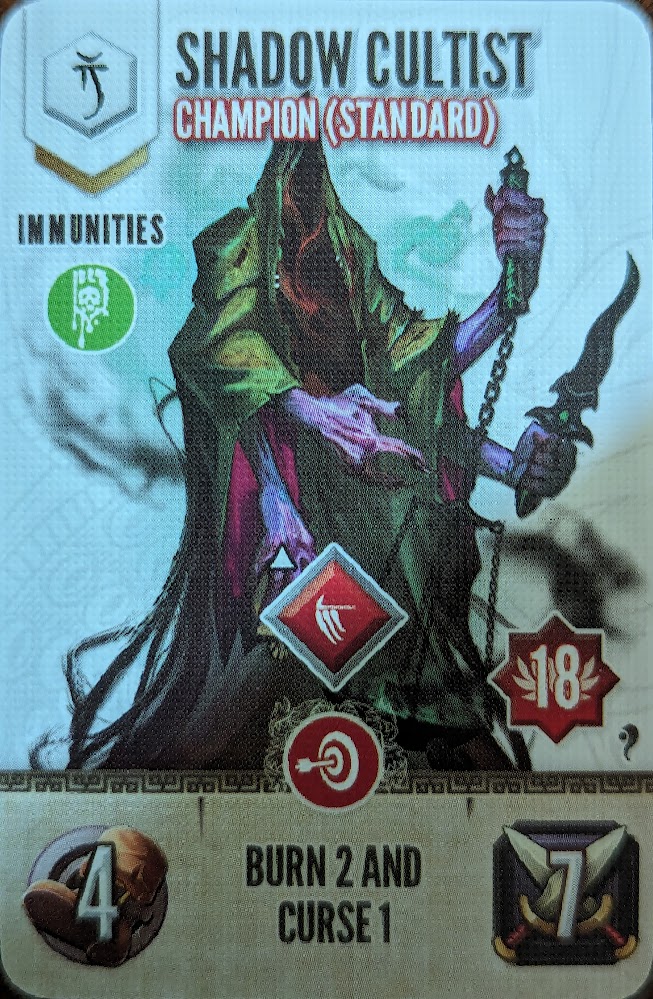 SHADOW CULTIST
CHAMPION (STANDARD)
IMMUNITIES
18
4
BURN 2 AND
CURSE 1
7